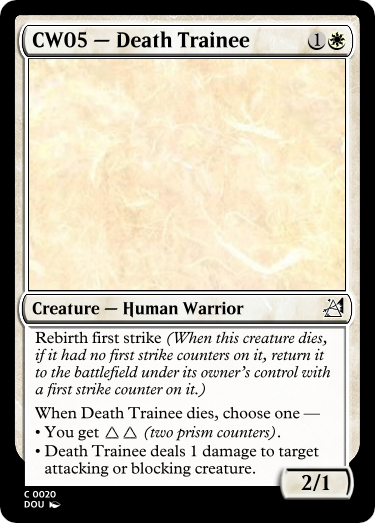 CW05 — Death Trainee 1
Creature — Human Warrior
Rebirth first strike (When this creature dies,
if it had no first strike counters on it, return it
to the battlefield under its owner's control with
a first strike counter on it.)
When Death Trainee dies, choose one —
• You get △ △ (two prism counters).
• Death Trainee deals 1 damage to target
attacking or blocking creature.
2/1
C 0020
DOU